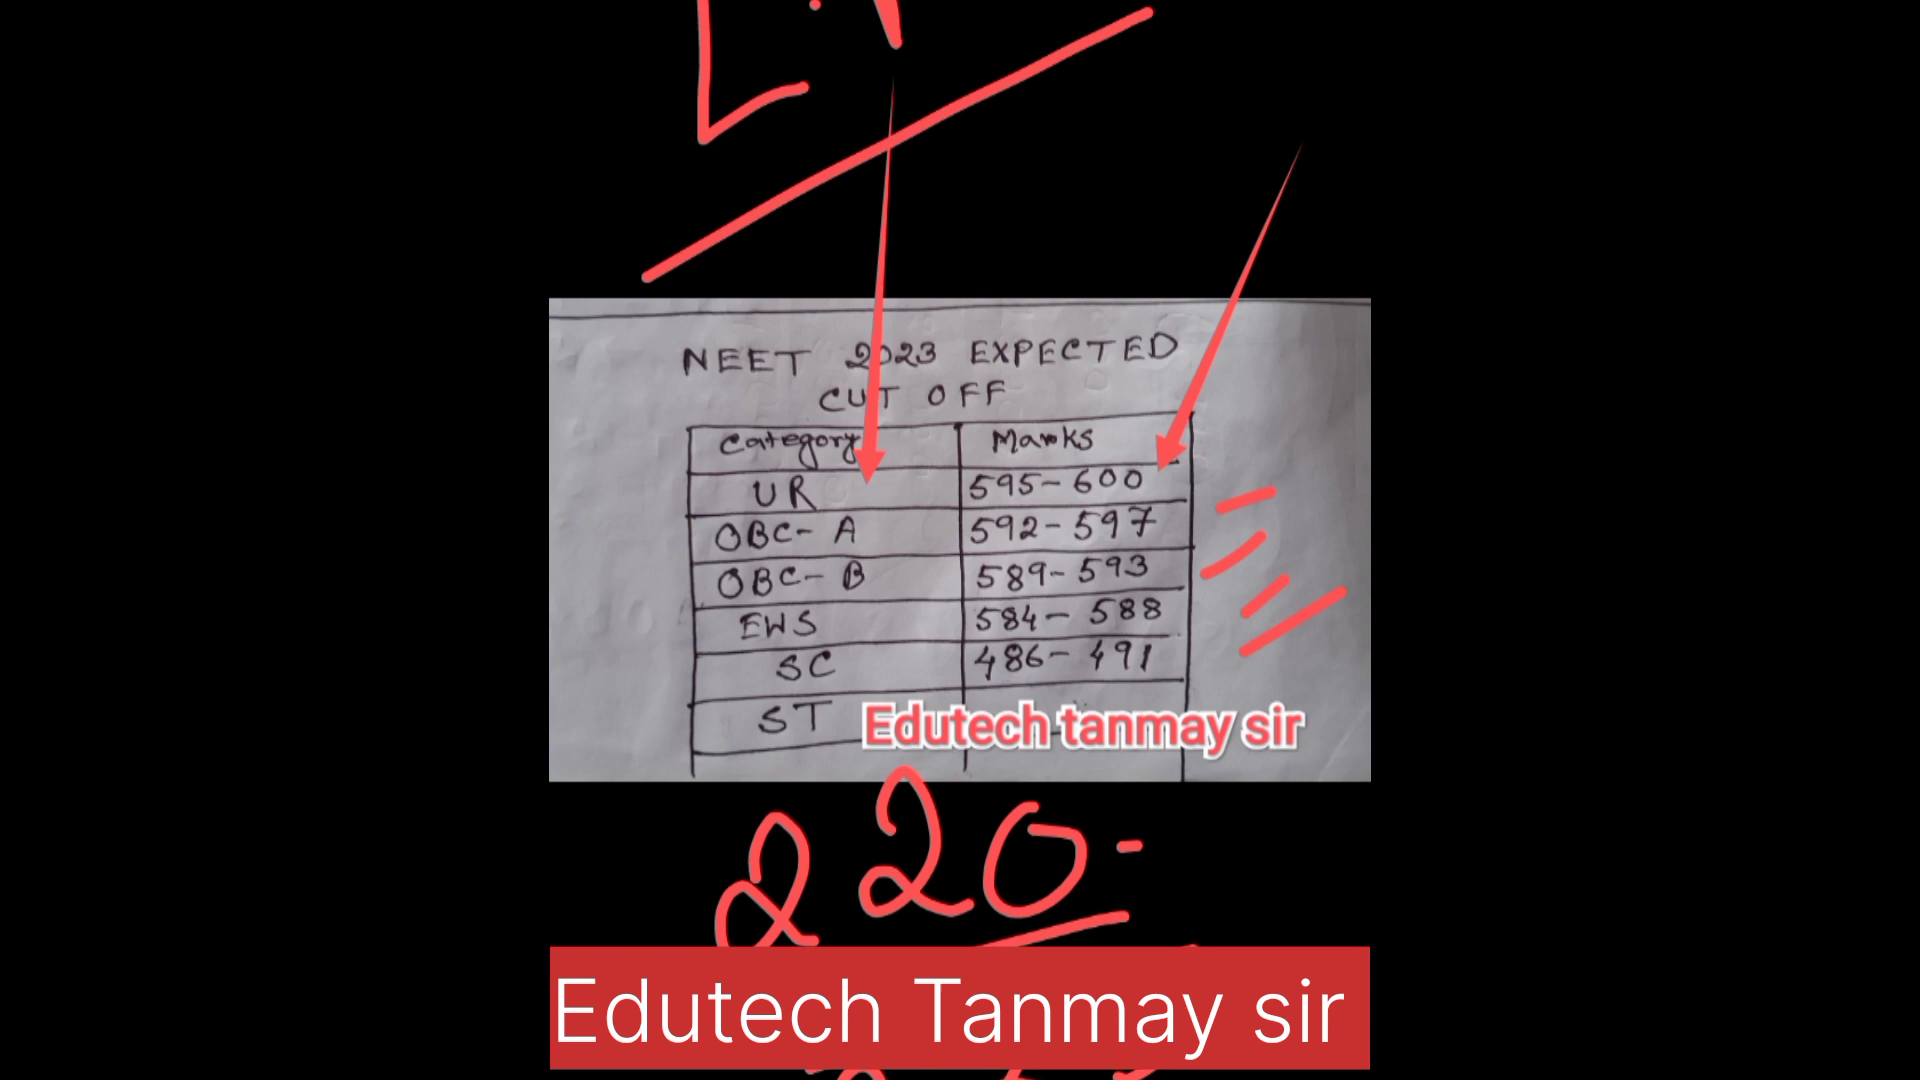 NEET 2023 EXPECTED
CUT OFF
Category Marks
UR 595-600
OBC- A 592-597
OBC- B 589-593
EWS 584- 588
SC 486- 491
ST Edutech tanmay sir
220-
Edutech Tanmay sir